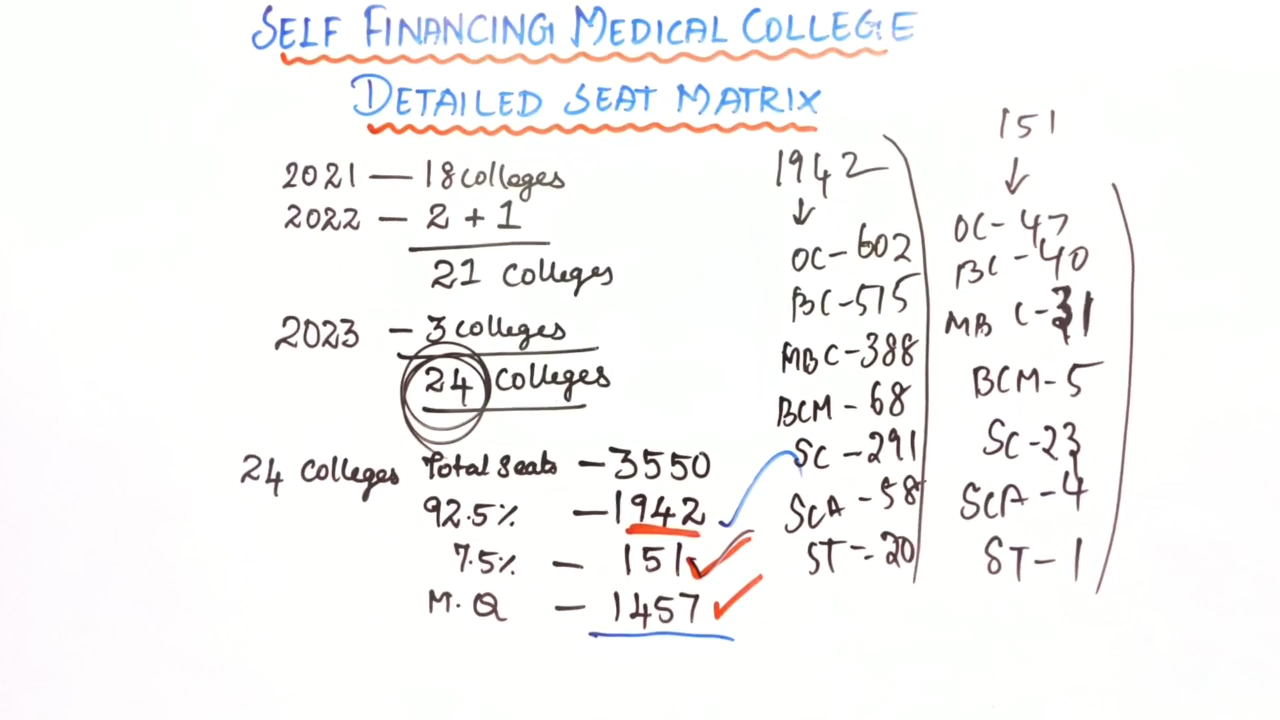 SELF FINANCING MEDICAL COLLEGE
DETAILED SEAT MATRIX
2021 — 18 colleges
2022 — 2 + 1
21 Colleges
2023 — 3 colleges
24 Colleges
24 Colleges Total Seats — 3550
92.5% — 1942
7.5% — 151
M.Q — 1457
1942
↓
OC - 602
BC - 575
MBC - 388
BCM - 68
SC - 291
SCA - 58
ST - 20
151
↓
OC - 47
BC - 40
MBC - 31
BCM - 5
SC - 23
SCA - 4
ST - 1